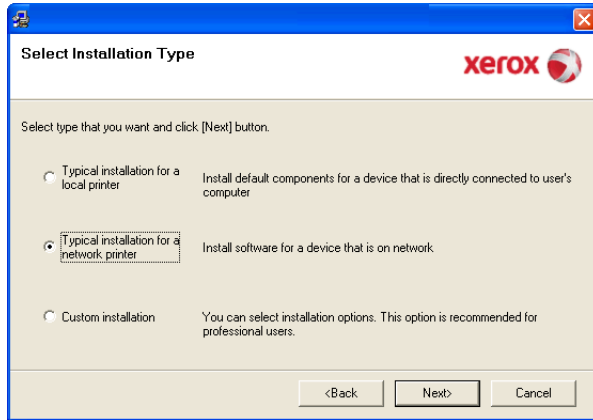 Select Installation Type
xerox
Select type that you want and click [Next] button.
Typical installation for a
local printer
Install default components for a device that is directly connected to user's
computer
Typical installation for a
network printer
Install software for a device that is on network
Custom installation
You can select installation options. This option is recommended for
professional users.
<Back
Next>
Cancel